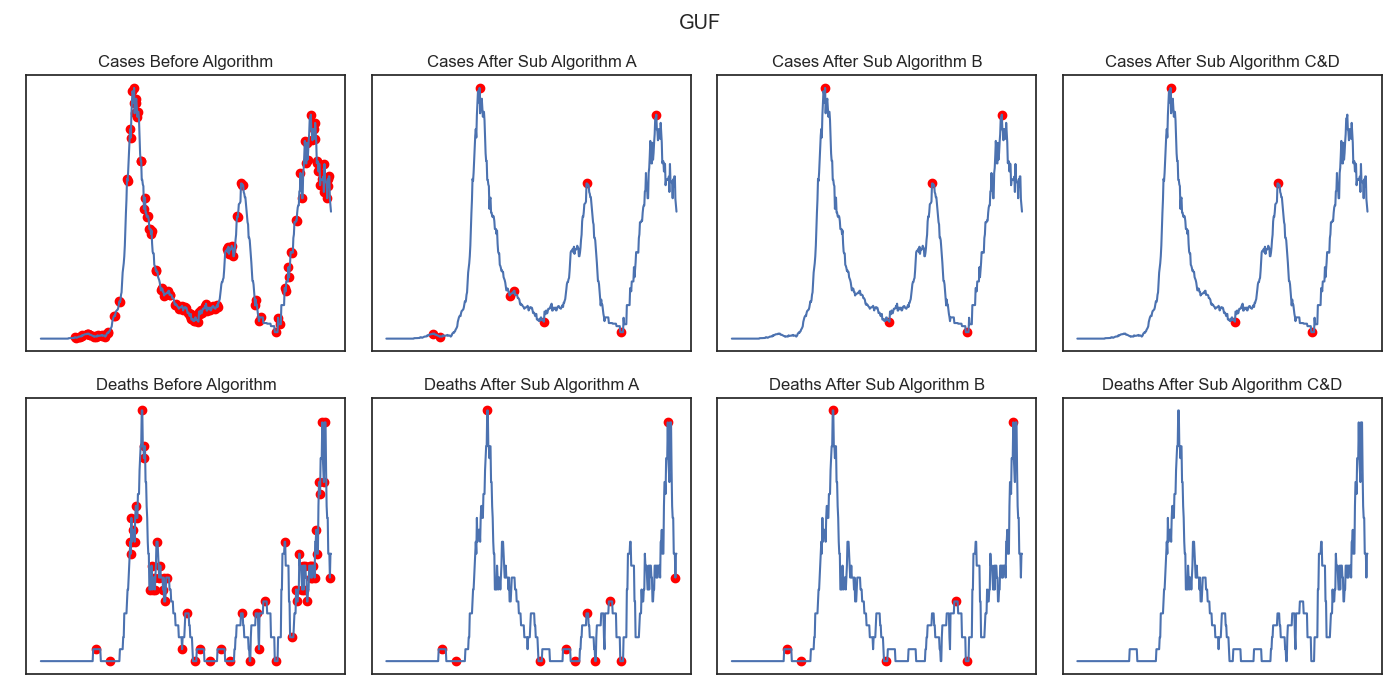 GUF
Cases Before Algorithm
Cases After Sub Algorithm A
Cases After Sub Algorithm B
Cases After Sub Algorithm C&D
Deaths Before Algorithm
Deaths After Sub Algorithm A
Deaths After Sub Algorithm B
Deaths After Sub Algorithm C&D